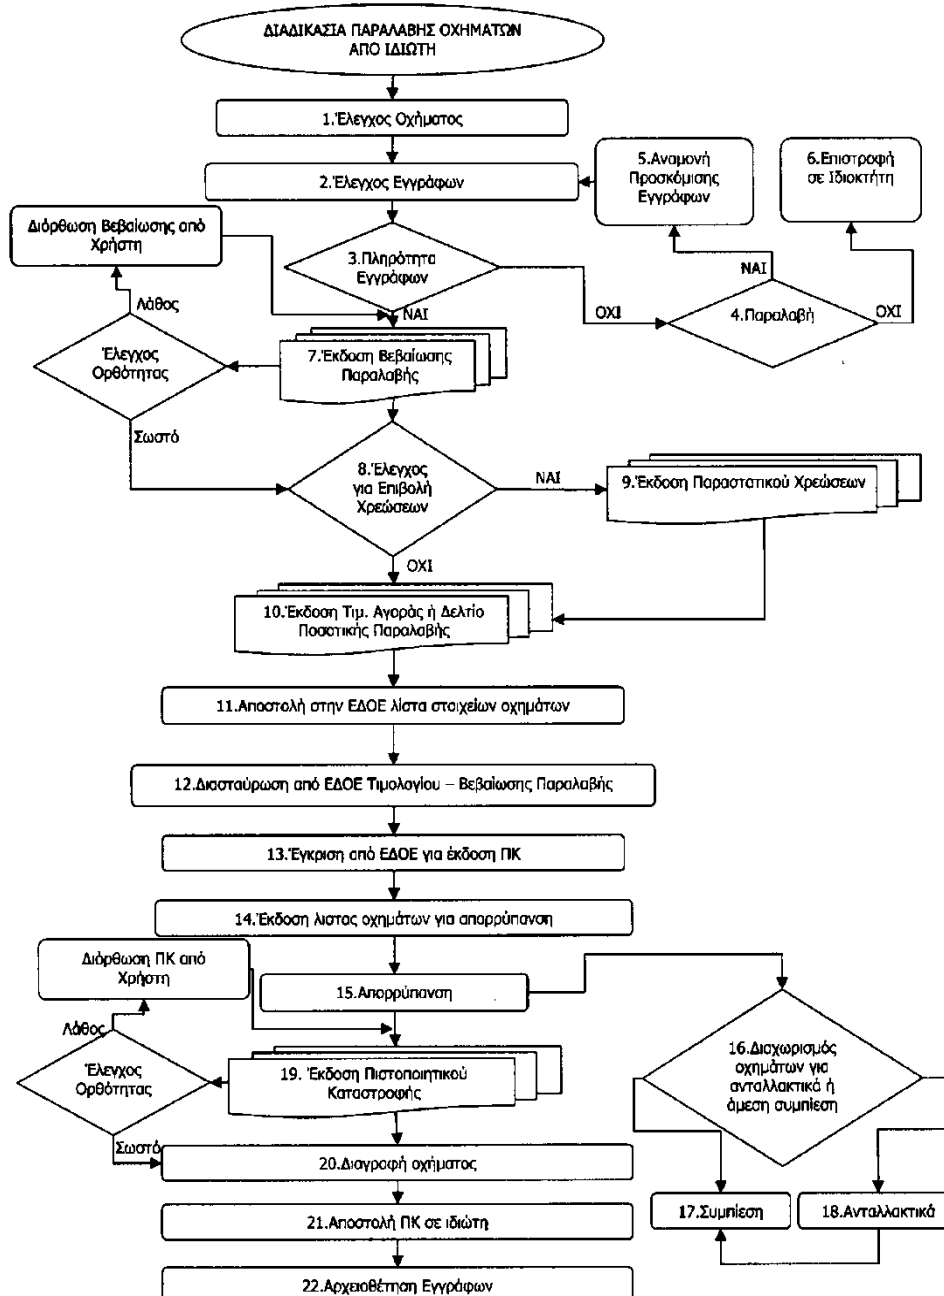 ΔΙΑΔΙΚΑΣΙΑ ΠΑΡΑΛΑΒΗΣ ΟΧΗΜΑΤΩΝ
ΑΠΟ ΙΔΙΩΤΗ
1.Έλεγχος Οχήματος
2.Έλεγχος Εγγράφων
5.Αναμονή
Προσκόμισης
Εγγράφων
6.Επιστροφή
σε Ιδιοκτήτη
Διόρθωση Βεβαίωσης από
Χρήστη
3.Πληρότητα
Εγγράφων
ΝΑΙ
ΟΧΙ
4.Παραλαβή
ΝΑΙ
ΟΧΙ
Λάθος
Έλεγχος
Ορθότητας
Σωστό
7.Έκδοση Βεβαίωσης
Παραλαβής
8.Έλεγχος
για Επιβολή
Χρεώσεων
ΝΑΙ
9.Έκδοση Παραστατικού Χρεώσεων
ΟΧΙ
10.Έκδοση Τιμ. Αγοράς ή Δελτίο
Ποσοτικής Παραλαβής
11.Αποστολή στην ΕΔΟΕ λίστα στοιχείων οχημάτων
12.Διασταύρωση από ΕΔΟΕ Τιμολογίου – Βεβαίωσης Παραλαβής
13.Έγκριση από ΕΔΟΕ για έκδοση ΠΚ
14.Έκδοση λιστας οχημάτων για απορρύπανση
Διόρθωση ΠΚ από
Χρήστη
15.Απορρύπανση
Λάθος
Έλεγχος
Ορθότητας
Σωστό
19. Έκδοση Πιστοποιητικού
Καταστροφής
16.Διαχωρισμός
οχημάτων για
ανταλλακτικά ή
άμεση συμπίεση
20.Διαγραφή οχήματος
17.Συμπίεση
18.Ανταλλακτικά
21.Αποστολή ΠΚ σε ιδιώτη
22.Αρχειοθέτηση Εγγράφων